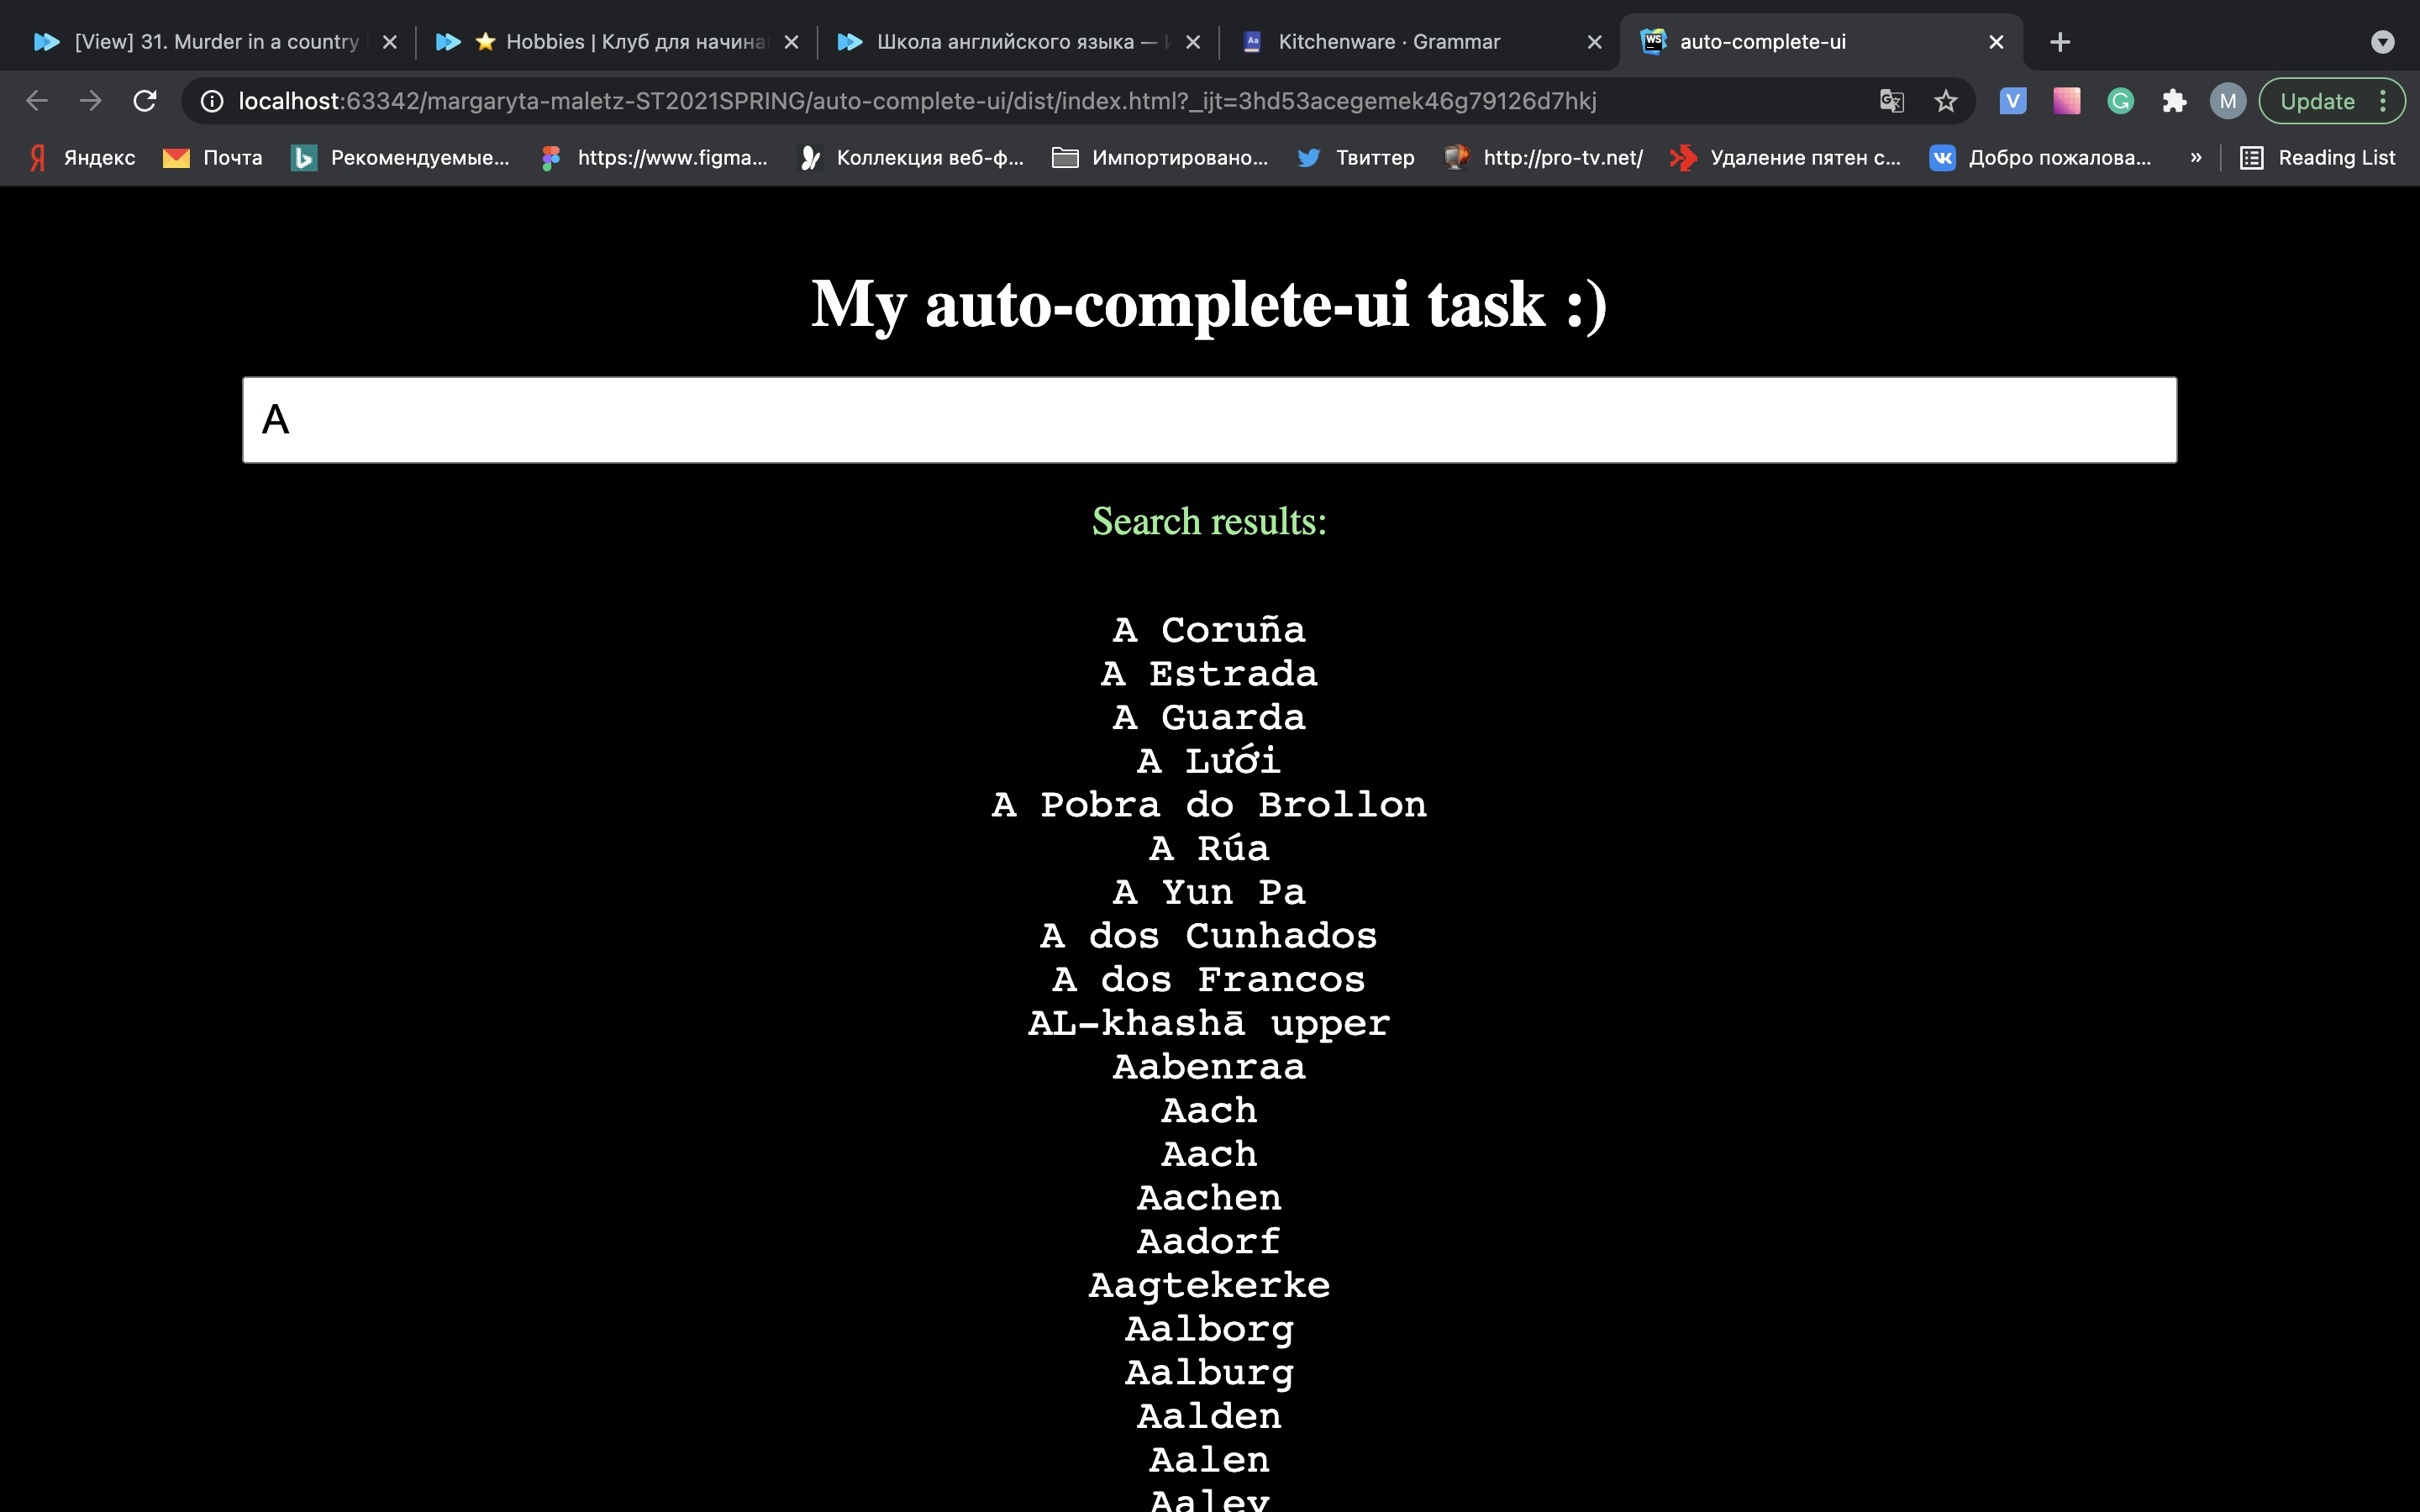 [View] 31. Murder in a country
Hobbies | Клуб для начина
Школа английского языка —
Kitchenware · Grammar
auto-complete-ui
localhost:63342/margaryta-maletz-ST2021SPRING/auto-complete-ui/dist/index.html?_ijt=3hd53acegemek46g79126d7hkj
M
Update
Яндекс
Почта
Рекомендуемые...
https://www.figma...
Коллекция веб-ф...
Импортировано...
Твиттер
http://pro-tv.net/
Удаление пятен с...
Добро пожалова...
»
Reading List
My auto-complete-ui task :)
A
Search results:
A Coruña
A Estrada
A Guarda
A Lưới
A Pobra do Brollon
A Rúa
A Yun Pa
A dos Cunhados
A dos Francos
AL-khashā upper
Aabenraa
Aach
Aach
Aachen
Aadorf
Aagtekerke
Aalborg
Aalburg
Aalden
Aalen